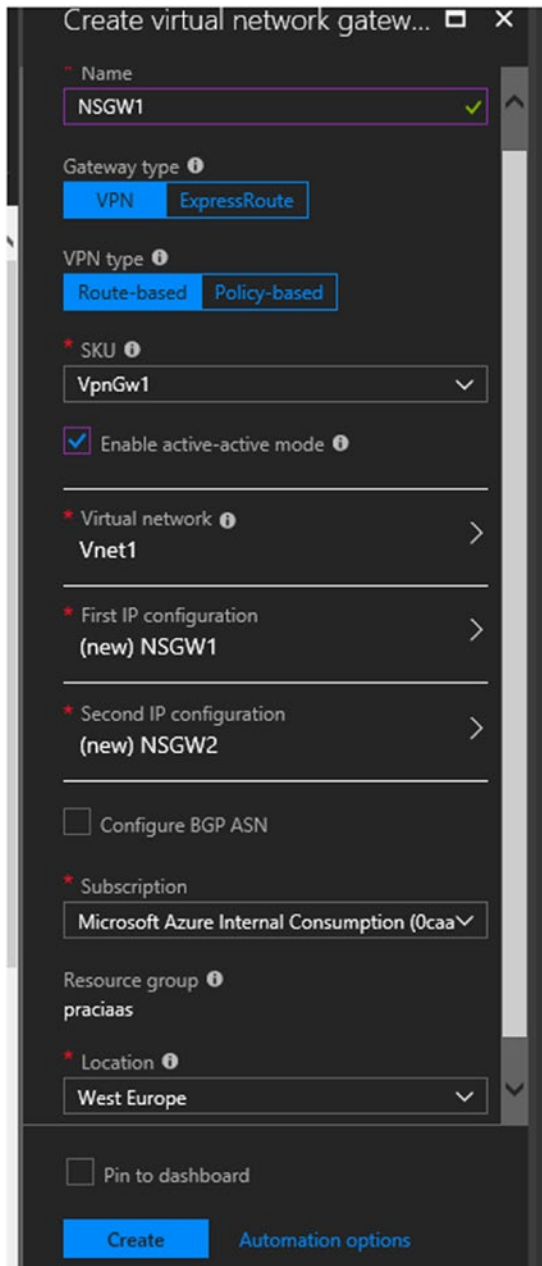 Create virtual network gatew...
* Name
NSGW1
Gateway type
VPN ExpressRoute
VPN type
Route-based Policy-based
* SKU
VpnGw1
Enable active-active mode
* Virtual network
Vnet1
* First IP configuration
(new) NSGW1
* Second IP configuration
(new) NSGW2
Configure BGP ASN
* Subscription
Microsoft Azure Internal Consumption (0caa
Resource group
praciaas
* Location
West Europe
Pin to dashboard
Create Automation options